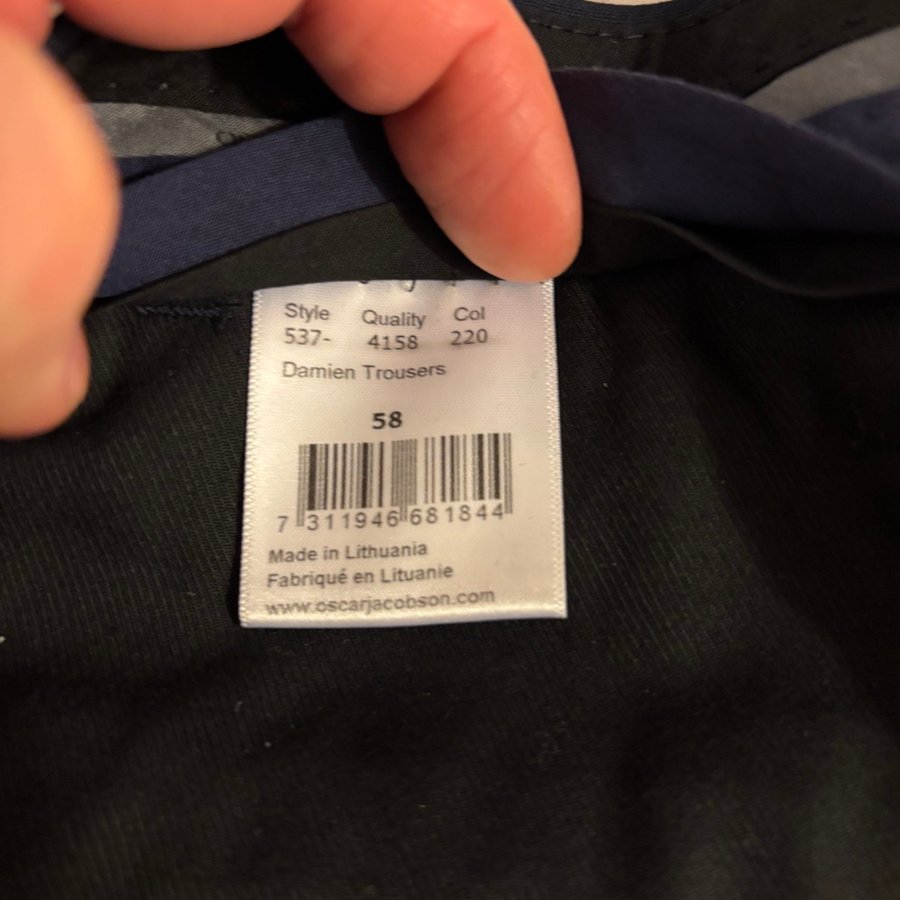 Style Quality Col
537- 4158 220
Damien Trousers
58
7 311946 681844
Made in Lithuania
Fabriqué en Lituanie
www.oscarjacobson.com